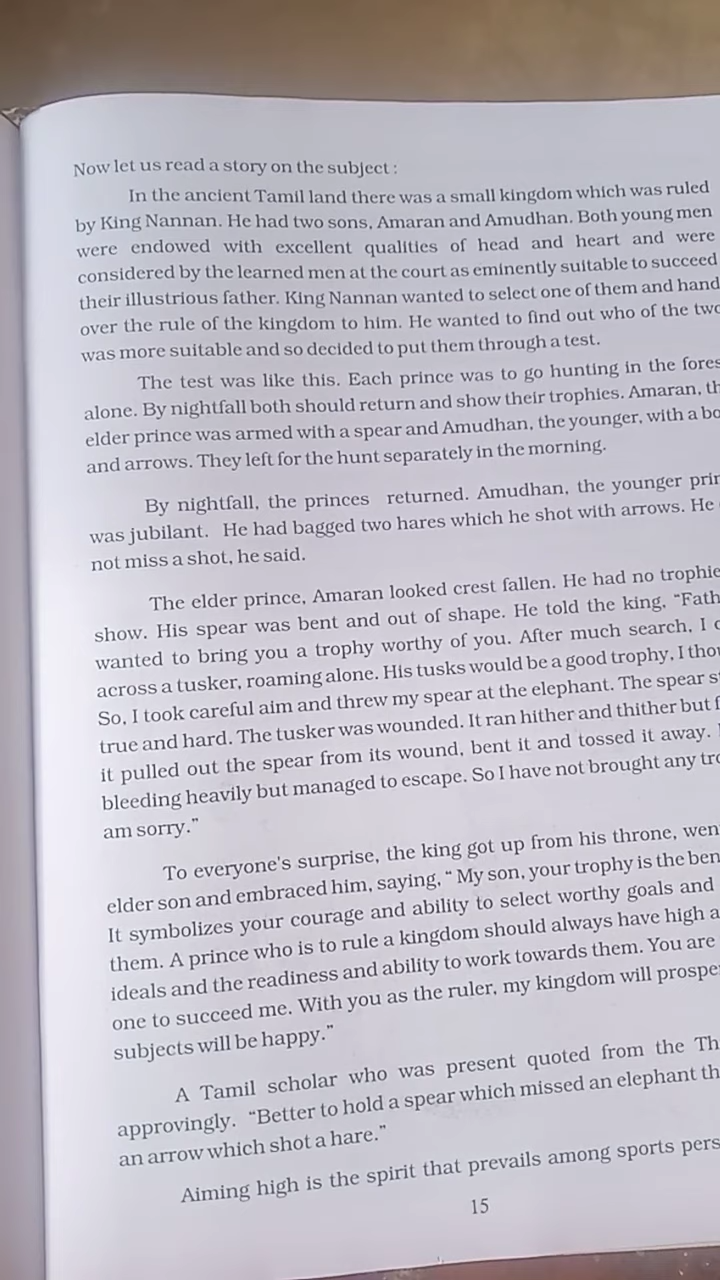 Now let us read a story on the subject :
In the ancient Tamil land there was a small kingdom which was ruled
by King Nannan. He had two sons, Amaran and Amudhan. Both young men
were endowed with excellent qualities of head and heart and were
considered by the learned men at the court as eminently suitable to succeed
their illustrious father. King Nannan wanted to select one of them and hand
over the rule of the kingdom to him. He wanted to find out who of the
was more suitable and so decided to put them through a test.
The test was like this. Each prince was to go hunting in the
alone. By nightfall both should return and show their trophies. Amaran,
elder prince was armed with a spear and Amudhan, the younger, with a
and arrows. They left for the hunt separately in the morning.
By nightfall, the princes returned. Amudhan, the younger
was jubilant. He had bagged two hares which he shot with arrows. He
not miss a shot, he said.
The elder prince, Amaran looked crest fallen. He had no
show. His spear was bent and out of shape. He told the king,
wanted to bring you a trophy worthy of you. After much search, I
across a tusker, roaming alone. His tusks would be a good trophy, I
So, I took careful aim and threw my spear at the elephant. The spear
true and hard. The tusker was wounded. It ran hither and thither but
it pulled out the spear from its wound, bent it and tossed it away.
bleeding heavily but managed to escape. So I have not brought any
am sorry.”
To everyone's surprise, the king got up from his throne,
elder son and embraced him, saying, “ My son, your trophy is the
It symbolizes your courage and ability to select worthy goals and
them. A prince who is to rule a kingdom should always have high
ideals and the readiness and ability to work towards them. You are
one to succeed me. With you as the ruler, my kingdom will
subjects will be happy.”
A Tamil scholar who was present quoted from the
approvingly. “Better to hold a spear which missed an elephant
an arrow which shot a hare.”
Aiming high is the spirit that prevails among sports
15